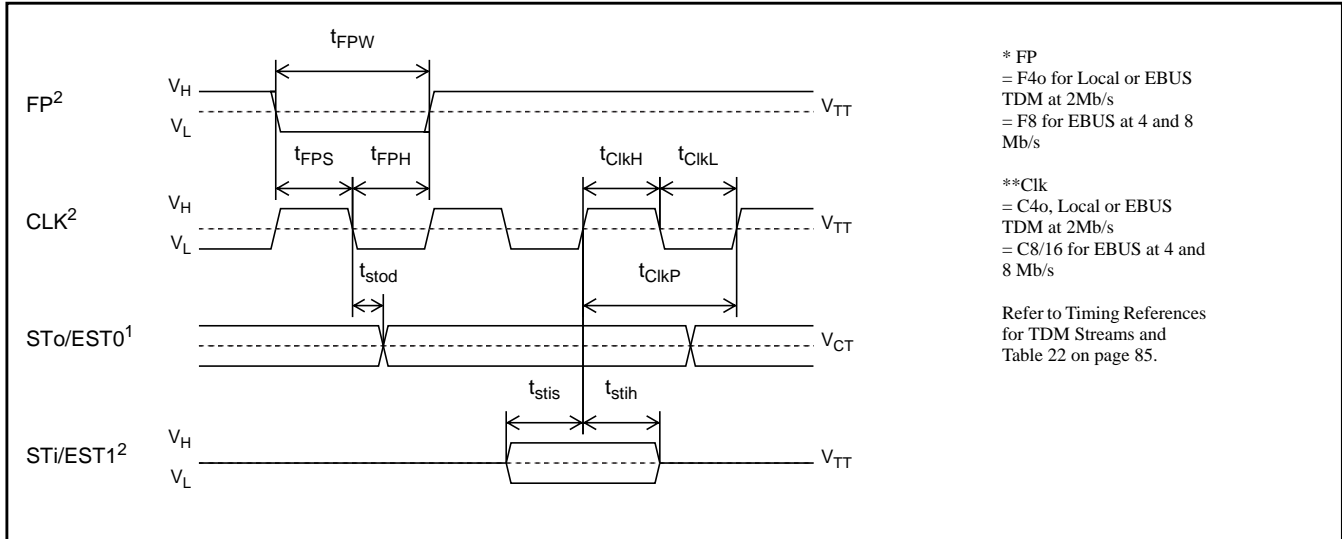 tFPW
VH
FP2
VTT
VL
tFPS
tFPH
tClkH
tClkL
VH
CLK2
VTT
VL
tstod
tClkP
STo/EST01
VCT
tstis
tstih
VH
STi/EST12
VTT
VL
* FP
= F4o for Local or EBUS
TDM at 2Mb/s
= F8 for EBUS at 4 and 8
Mb/s
**Clk
= C4o, Local or EBUS
TDM at 2Mb/s
= C8/16 for EBUS at 4 and
8 Mb/s
Refer to Timing References
for TDM Streams and
Table 22 on page 85.